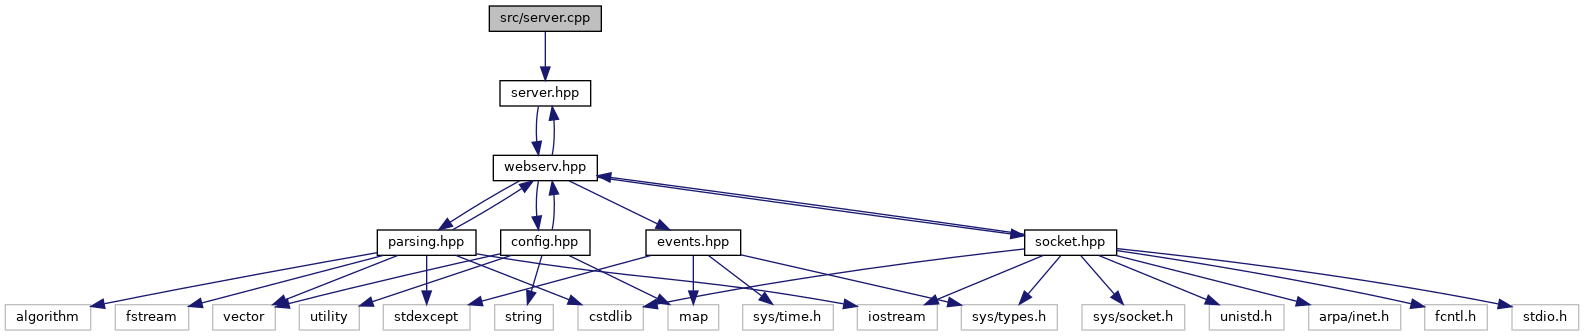 src/server.cpp
server.hpp
webserv.hpp
parsing.hpp
config.hpp
events.hpp
socket.hpp
algorithm
fstream
vector
utility
stdexcept
string
cstdlib
map
sys/time.h
iostream
sys/types.h
sys/socket.h
unistd.h
arpa/inet.h
fcntl.h
stdio.h